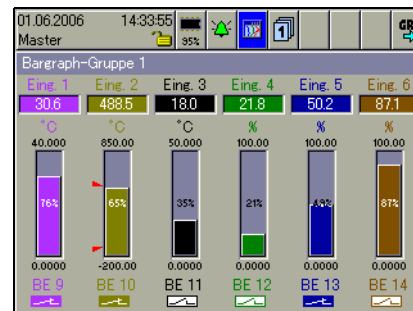 01.06.2006 14:33:55
Master 95% 1 GR
Bargraph-Gruppe 1
Eing. 1 Eing. 2 Eing. 3 Eing. 4 Eing. 5 Eing. 6
30.6 488.5 18.0 21.8 50.2 87.1
°C °C °C % % %
40.000 850.00 50.000 100.00 100.00 100.00
76% 65% 35% 21% 49% 87%
0.0000 -200.00 0.0000 0.0000 0.0000 0.0000
BE 9 BE 10 BE 11 BE 12 BE 13 BE 14